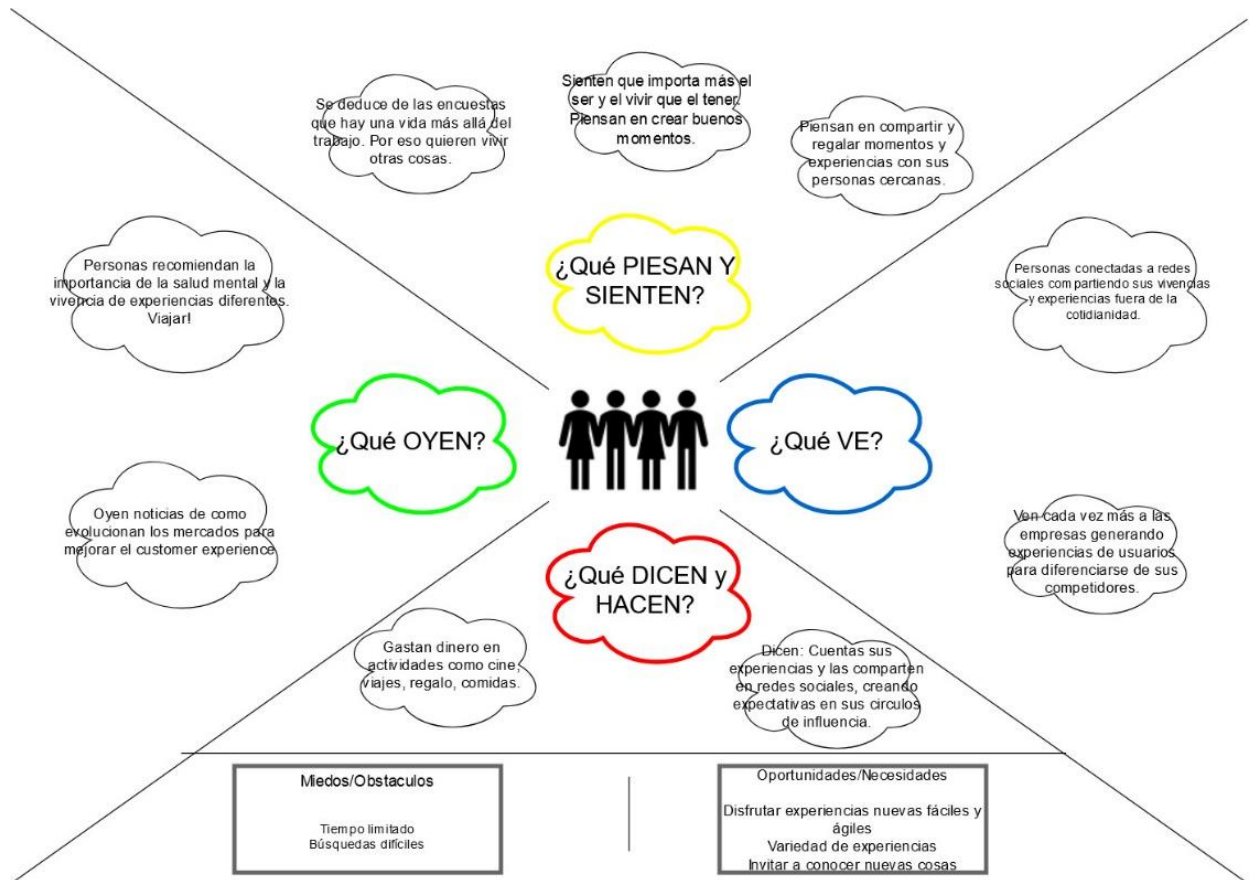 Sienten que importa más el
ser y el vivir que el tener.
Piensan en crear buenos
momentos.
Se deduce de las encuestas
que hay una vida más allá del
trabajo. Por eso quieren vivir
otras cosas.
Piensan en compartir y
regalar momentos y
experiencias con sus
personas cercanas.
¿Qué PIESAN Y
SIENTEN?
Personas recomiendan la
importancia de la salud mental y la
vivencia de experiencias diferentes.
Viajar!
Personas conectadas a redes
sociales compartiendo sus vivencias
y experiencias fuera de la
cotidianidad.
¿Qué OYEN?
¿Qué VE?
Oyen noticias de como
evolucionan los mercados para
mejorar el customer experience
Ven cada vez más a las
empresas generando
experiencias de usuarios
para diferenciarse de sus
competidores.
¿Qué DICEN y
HACEN?
Gastan dinero en
actividades como cine,
viajes, regalo, comidas.
Dicen: Cuentas sus
experiencias y las comparten
en redes sociales, creando
expectativas en sus circulos
de influencia.
Miedos/Obstaculos
Tiempo limitado
Búsquedas difíciles
Oportunidades/Necesidades
Disfrutar experiencias nuevas fáciles y
ágiles
Variedad de experiencias
Invitar a conocer nuevas cosas